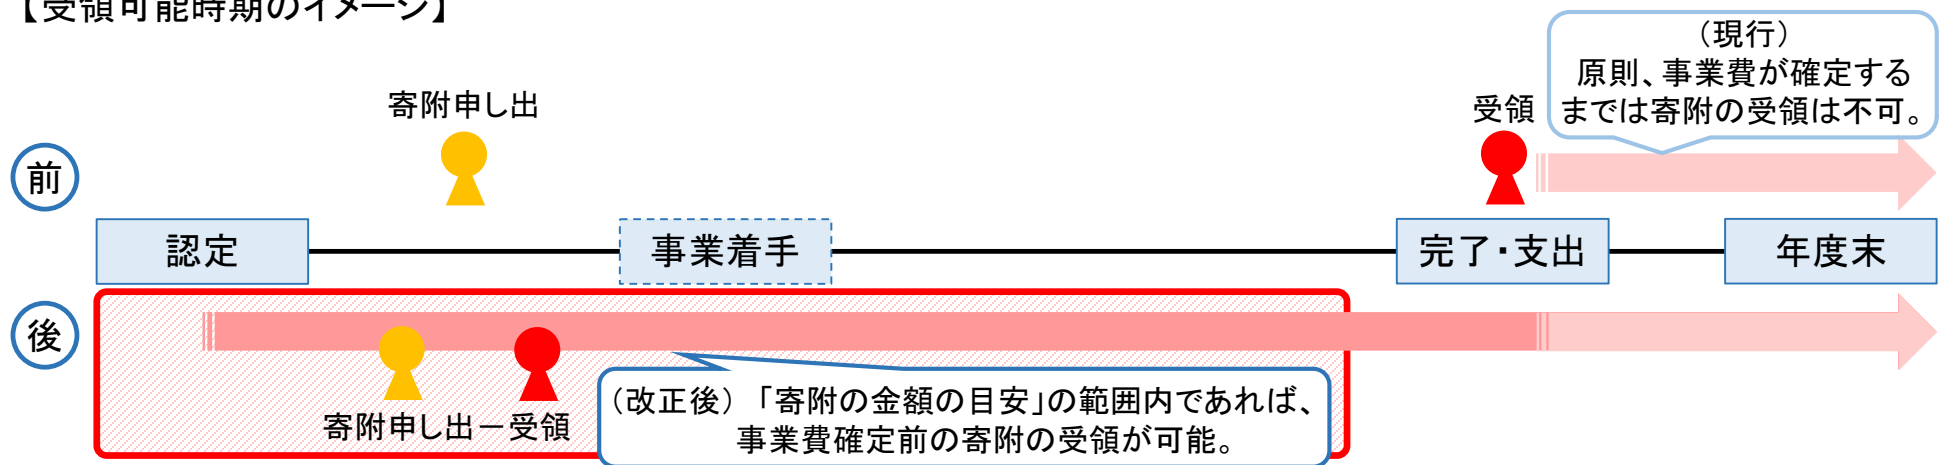 【受領可能時期のイメージ】
(現行)
原則、事業費が確定する
までは寄附の受領は不可。
寄附申し出
受領
前
認定
事業着手
完了・支出
年度末
後
寄附申し出－受領
(改正後)「寄附の金額の目安」の範囲内であれば、
事業費確定前の寄附の受領が可能。